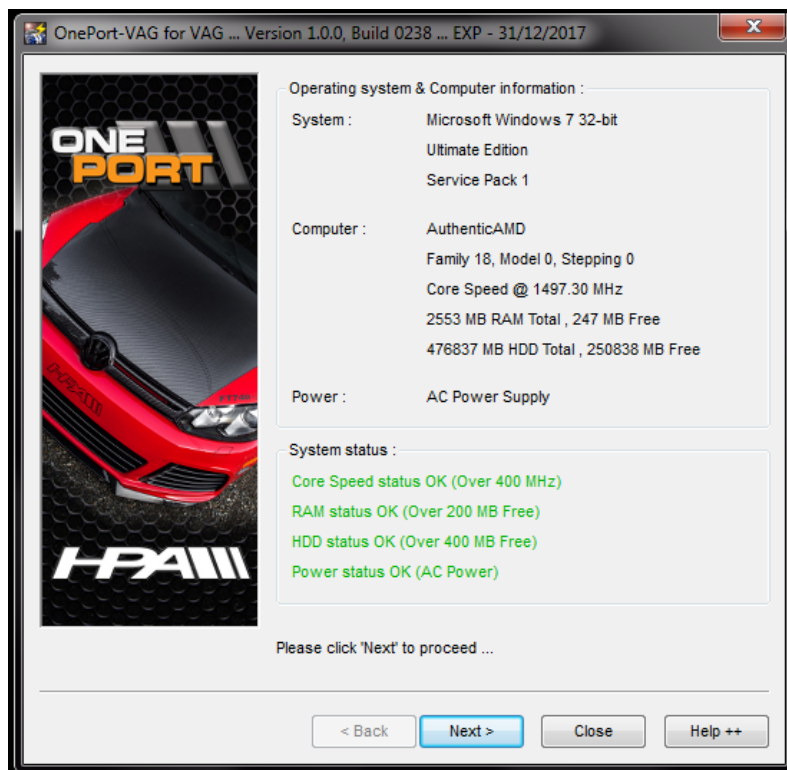 OnePort-VAG for VAG ... Version 1.0.0, Build 0238 ... EXP - 31/12/2017
ONE
PORT
HPA
Operating system & Computer information :
System : Microsoft Windows 7 32-bit
Ultimate Edition
Service Pack 1
Computer : AuthenticAMD
Family 18, Model 0, Stepping 0
Core Speed @ 1497.30 MHz
2553 MB RAM Total , 247 MB Free
476837 MB HDD Total , 250838 MB Free
Power : AC Power Supply
System status :
Core Speed status OK (Over 400 MHz)
RAM status OK (Over 200 MB Free)
HDD status OK (Over 400 MB Free)
Power status OK (AC Power)
Please click 'Next' to proceed ...
< Back Next > Close Help ++